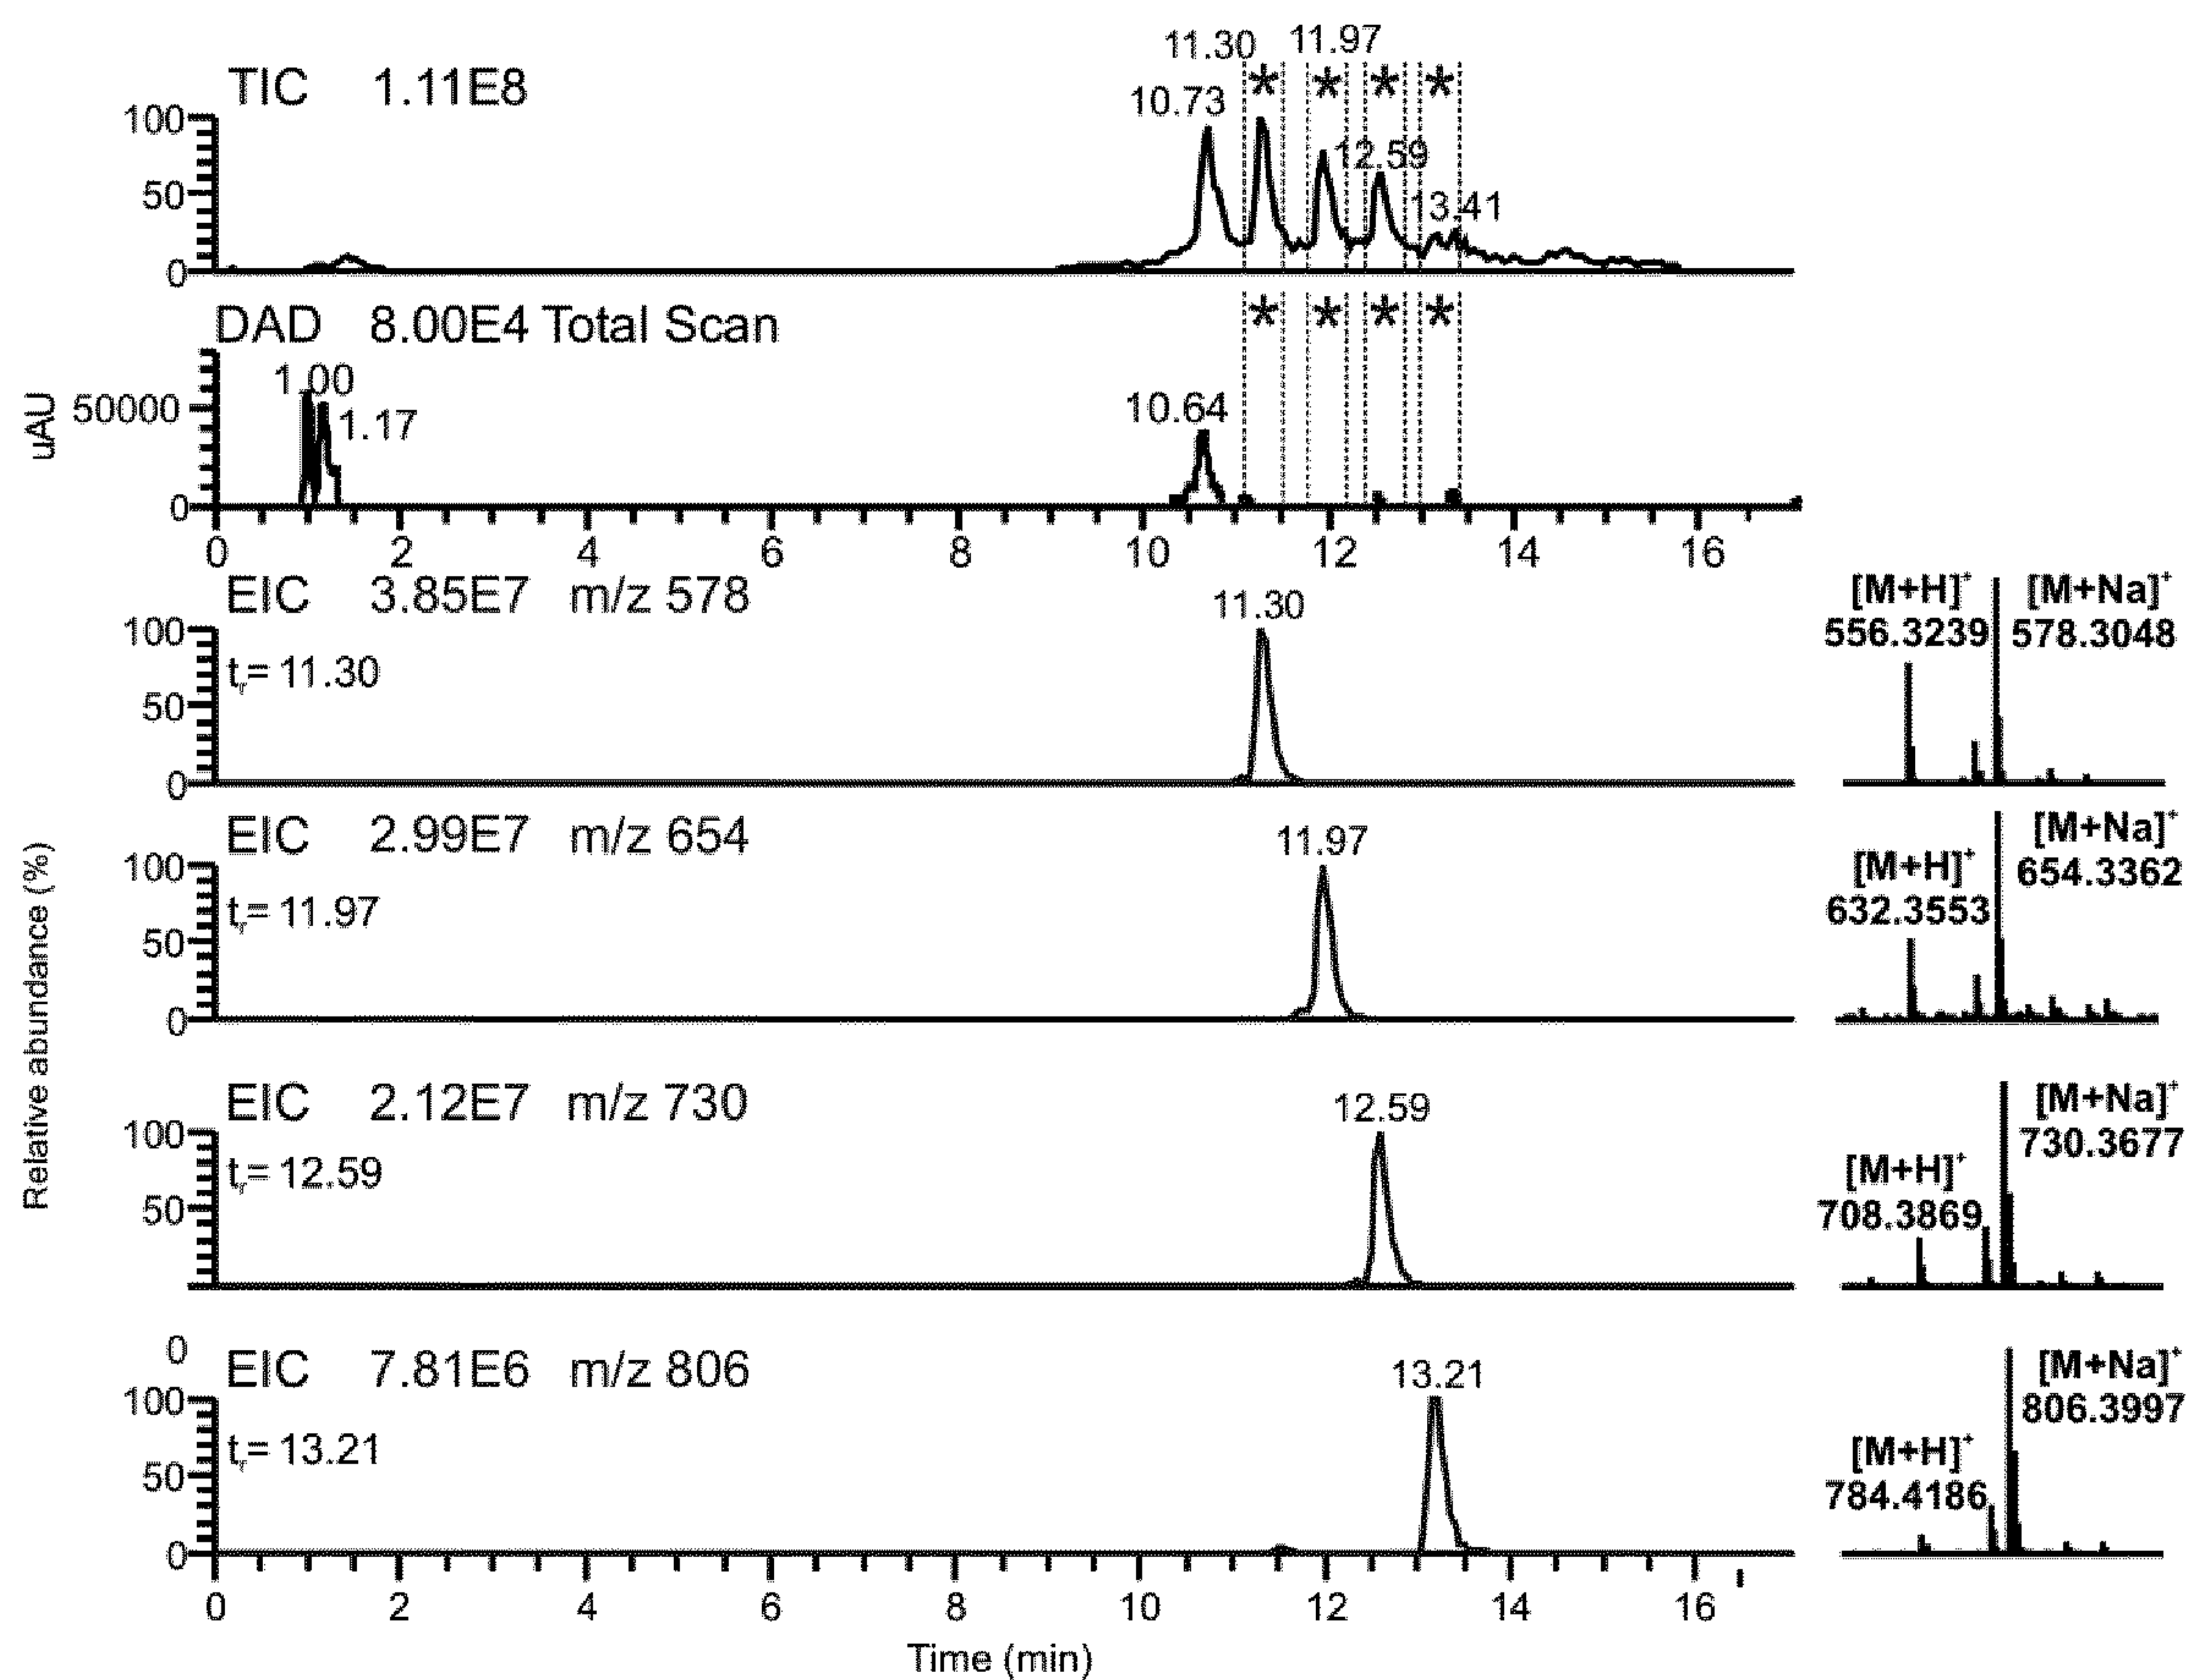 11.30 11.97
TIC 1.11E8
* * * *
10.73
100
12.59
50
13.41
0
DAD 8.00E4 Total Scan
* * * *
1.00
uAU
50000
1.17
10.64
0
0 2 4 6 8 10 12 14 16
EIC 3.85E7 m/z 578
11.30
[M+H]⁺ [M+Na]⁺
556.3239 578.3048
100
tᵣ= 11.30
50
0
EIC 2.99E7 m/z 654
11.97
[M+Na]⁺
654.3362
[M+H]⁺
632.3553
100
tᵣ= 11.97
50
0
Relative abundance (%)
EIC 2.12E7 m/z 730
12.59
[M+Na]⁺
730.3677
[M+H]⁺
708.3869
100
tᵣ= 12.59
50
0
EIC 7.81E6 m/z 806
13.21
[M+Na]⁺
806.3997
[M+H]⁺
784.4186
100
tᵣ= 13.21
50
0
0 2 4 6 8 10 12 14 16
Time (min)